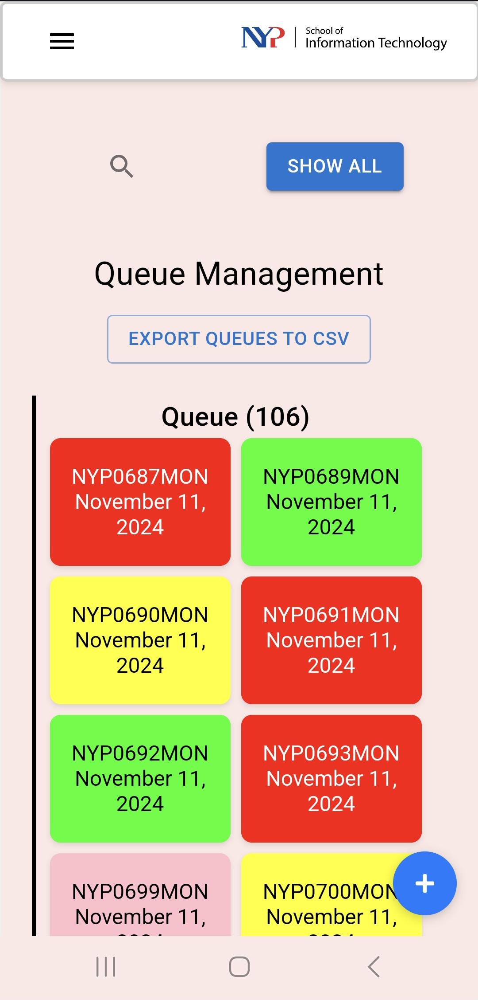 NYP
School of
Information Technology
SHOW ALL
Queue Management
EXPORT QUEUES TO CSV
Queue (106)
NYP0687MON
November 11,
2024
NYP0689MON
November 11,
2024
NYP0690MON
November 11,
2024
NYP0691MON
November 11,
2024
NYP0692MON
November 11,
2024
NYP0693MON
November 11,
2024
NYP0699MON
November 11,
2024
NYP0700MON
November 11,
2024